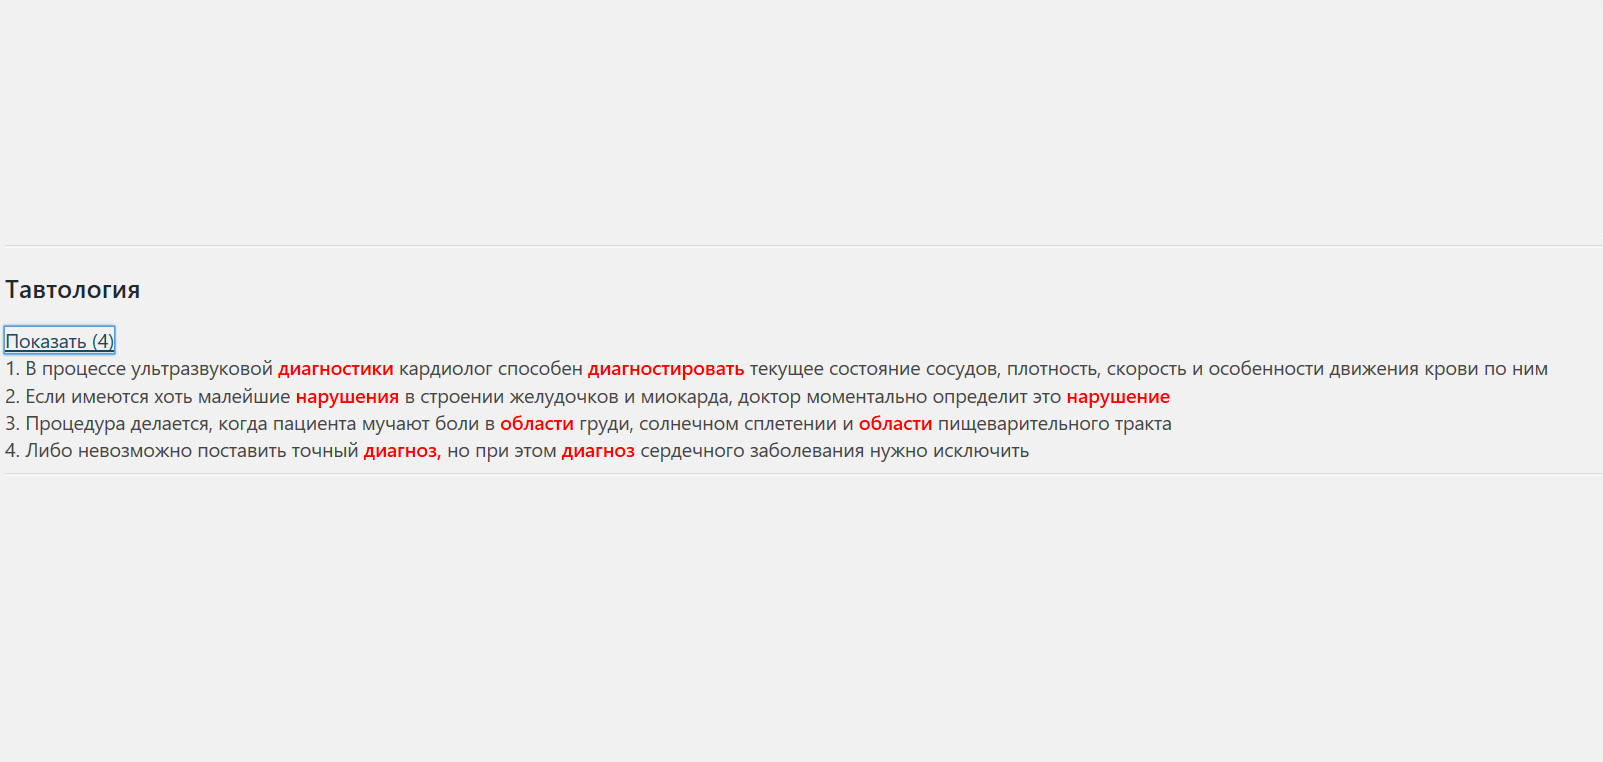 Тавтология
Показать (4)
1. В процессе ультразвуковой диагностики кардиолог способен диагностировать текущее состояние сосудов, плотность, скорость и особенности движения крови по ним
2. Если имеются хоть малейшие нарушения в строении желудочков и миокарда, доктор моментально определит это нарушение
3. Процедура делается, когда пациента мучают боли в области груди, солнечном сплетении и области пищеварительного тракта
4. Либо невозможно поставить точный диагноз, но при этом диагноз сердечного заболевания нужно исключить